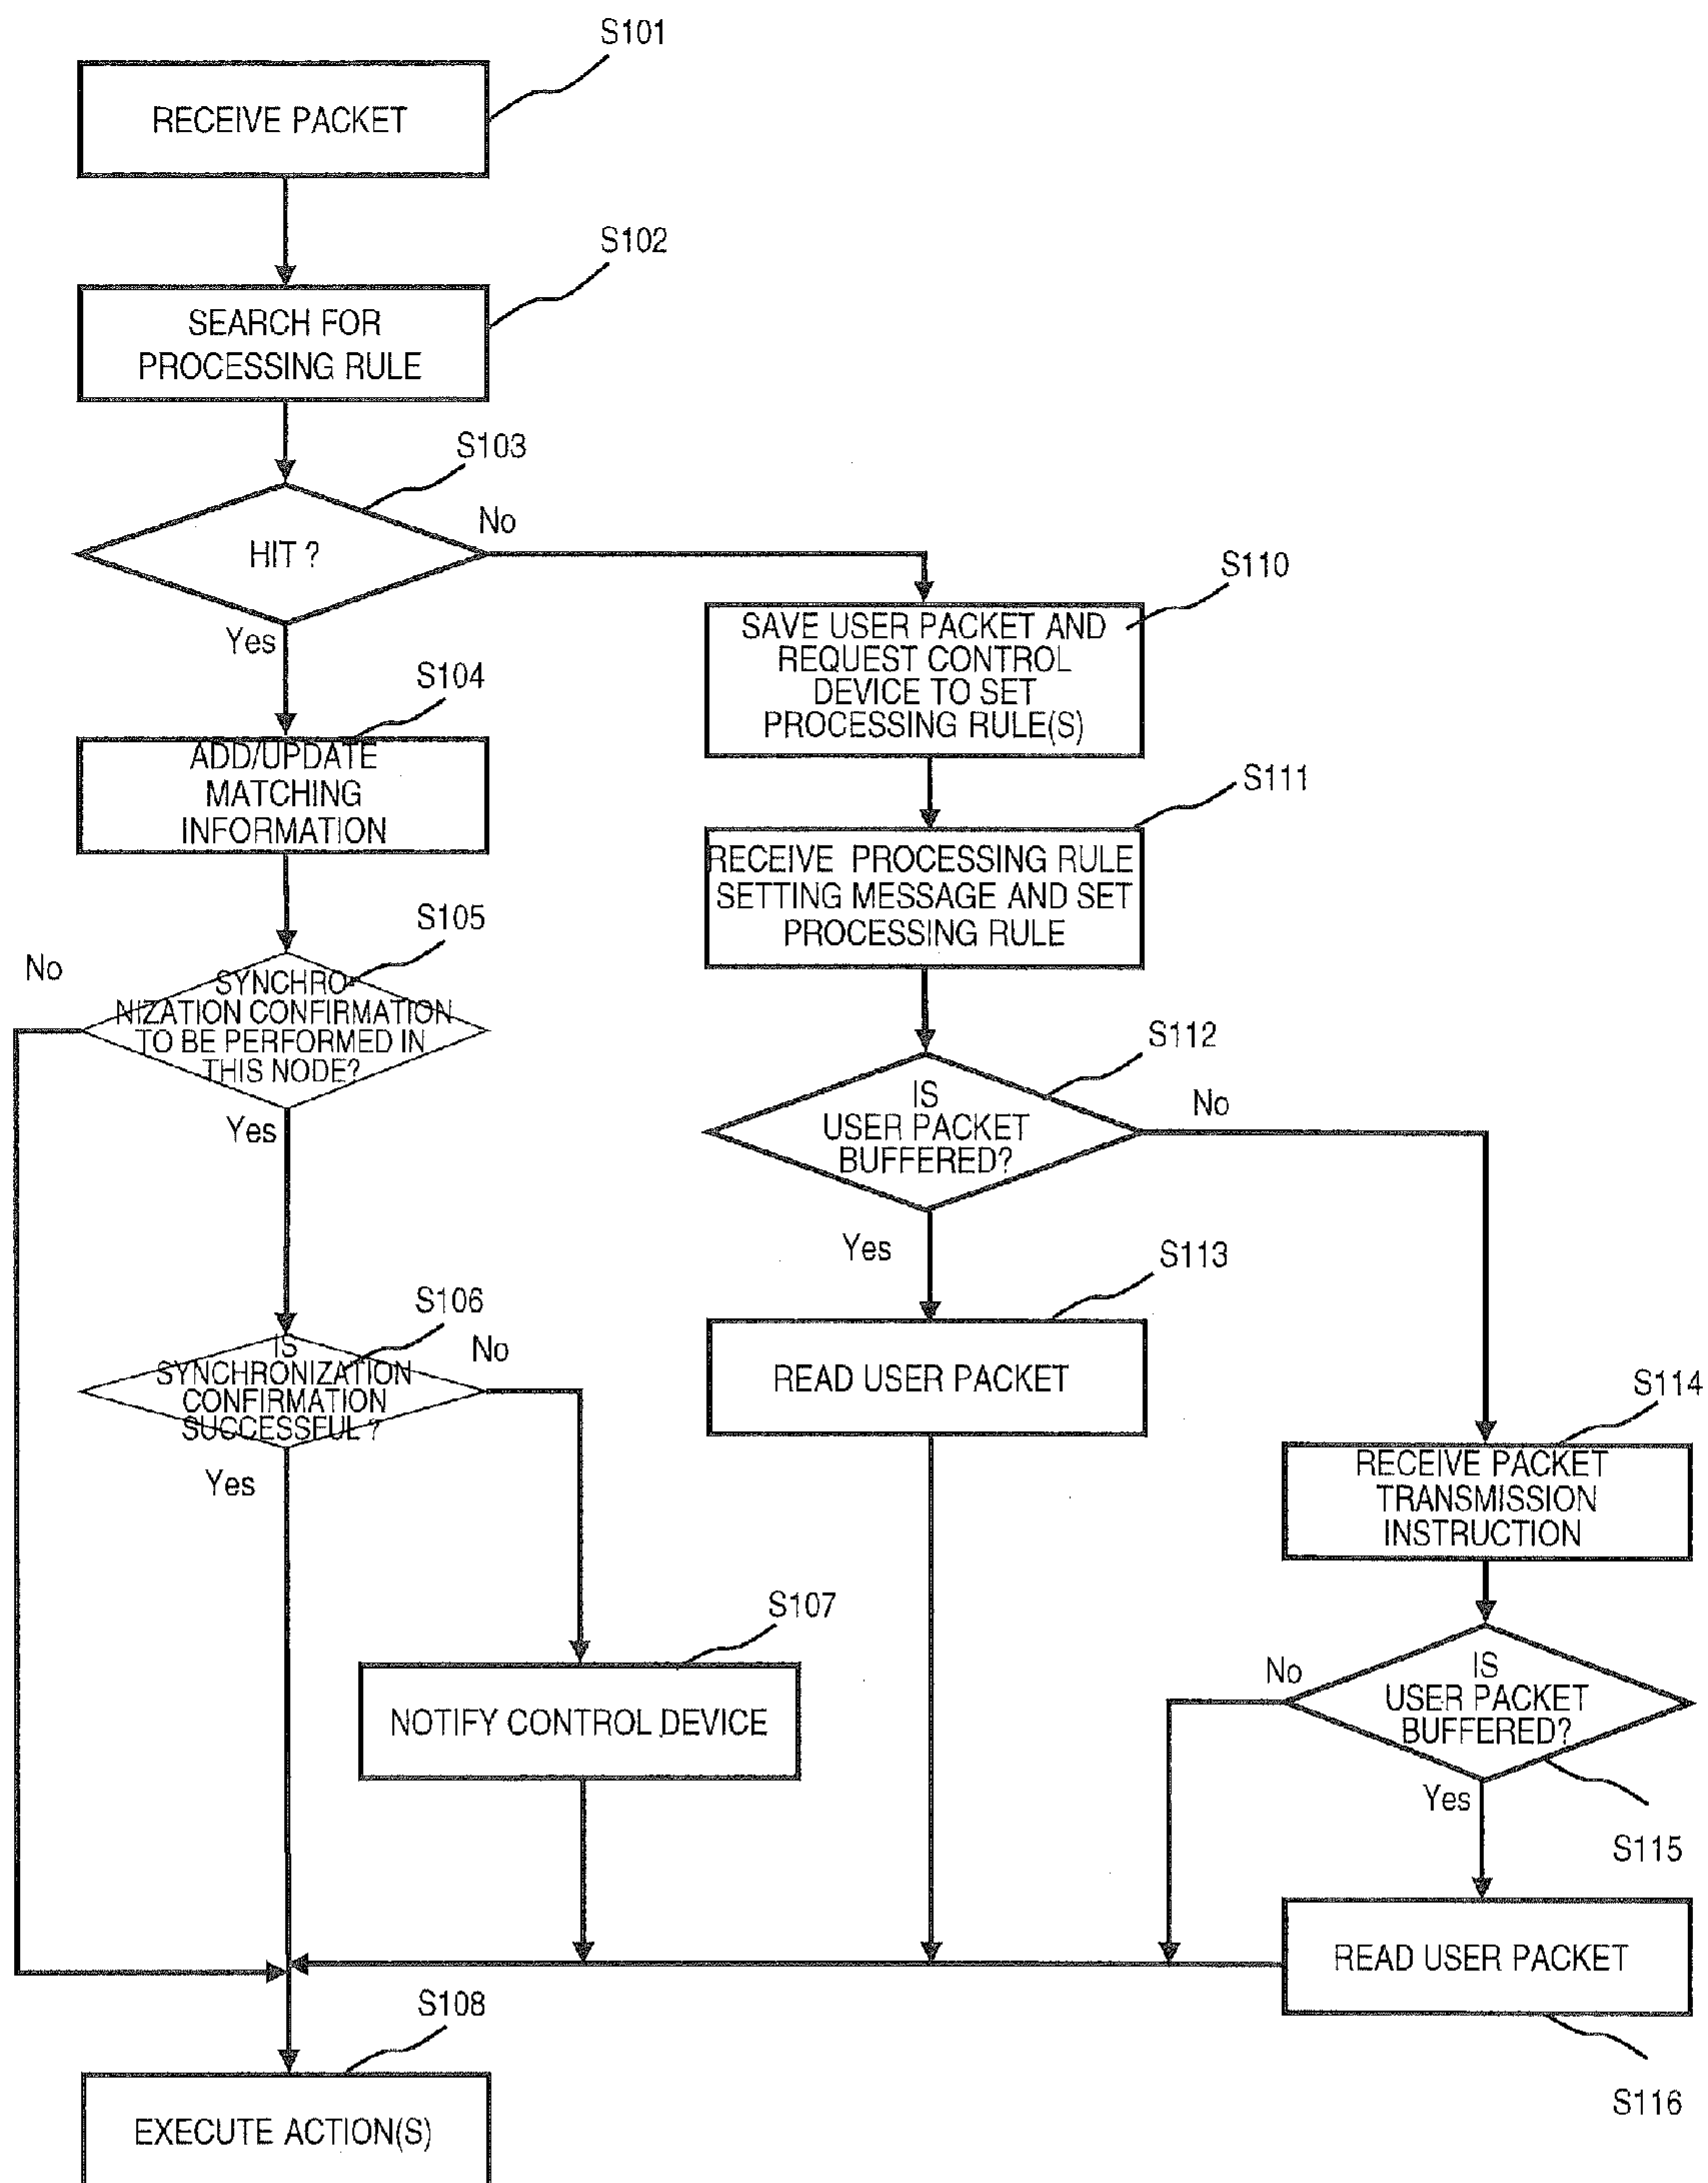 S101
RECEIVE PACKET
S102
SEARCH FOR
PROCESSING RULE
S103
HIT ?
No
Yes
S110
SAVE USER PACKET AND
REQUEST CONTROL
DEVICE TO SET
PROCESSING RULE(S)
S104
ADD/UPDATE
MATCHING
INFORMATION
S111
RECEIVE PROCESSING RULE
SETTING MESSAGE AND SET
PROCESSING RULE
S105
No
SYNCHRO-
NIZATION CONFIRMATION
TO BE PERFORMED IN
THIS NODE?
Yes
S112
IS
USER PACKET
BUFFERED?
No
Yes
S113
READ USER PACKET
S106
IS
SYNCHRONIZATION
CONFIRMATION
SUCCESSFUL ?
No
Yes
S114
RECEIVE PACKET
TRANSMISSION
INSTRUCTION
S107
NOTIFY CONTROL DEVICE
No
IS
USER PACKET
BUFFERED?
Yes
S115
READ USER PACKET
S116
S108
EXECUTE ACTION(S)